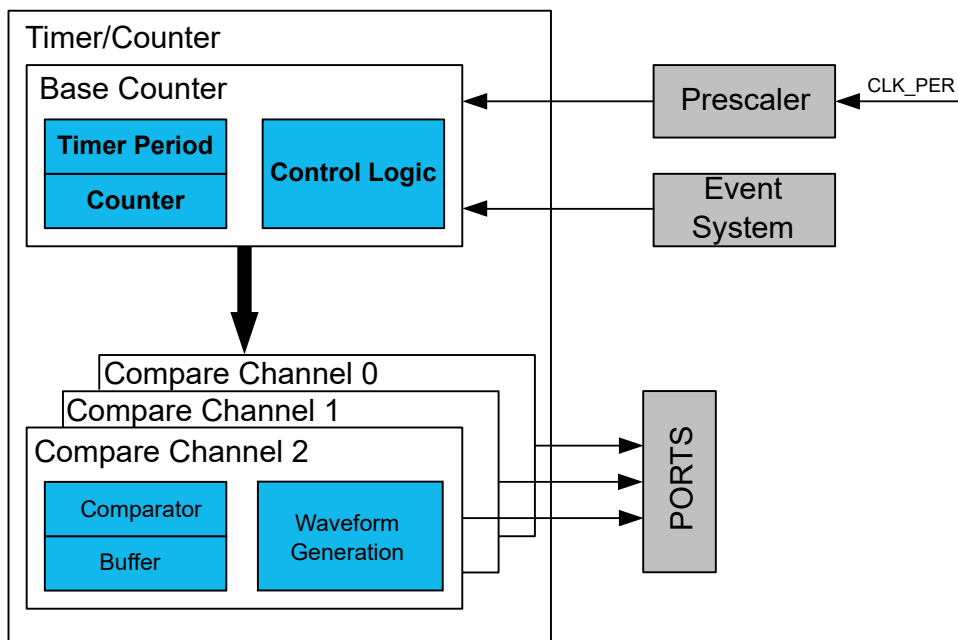 Timer/Counter
Base Counter
Timer Period
Counter
Control Logic
Prescaler
CLK_PER
Event
System
Compare Channel 0
Compare Channel 1
Compare Channel 2
Comparator
Buffer
Waveform
Generation
PORTS